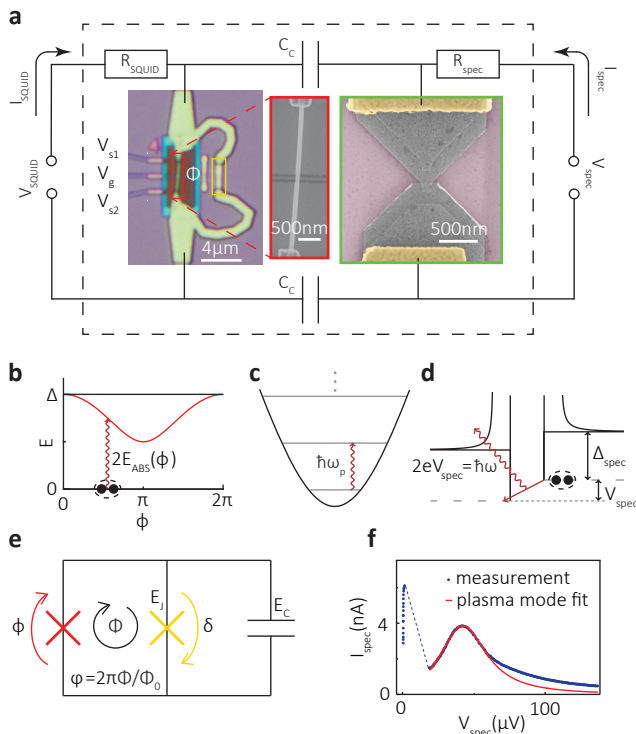 a
C_C
R_SQUID
R_spec
I_SQUID
I_spec
V_SQUID
V_spec
V_s1
V_g
V_s2
Φ
4µm
500nm
500nm
C_C
b
Δ
E
0
2E_ABS(ϕ)
0
π
2π
ϕ
c
ħω_p
d
2eV_spec=ħω
Δ_spec
V_spec
e
ϕ
Φ
E_J
δ
E_C
φ=2πΦ/Φ_0
f
measurement
plasma mode fit
I_spec(nA)
4
0
0
100
V_spec(µV)